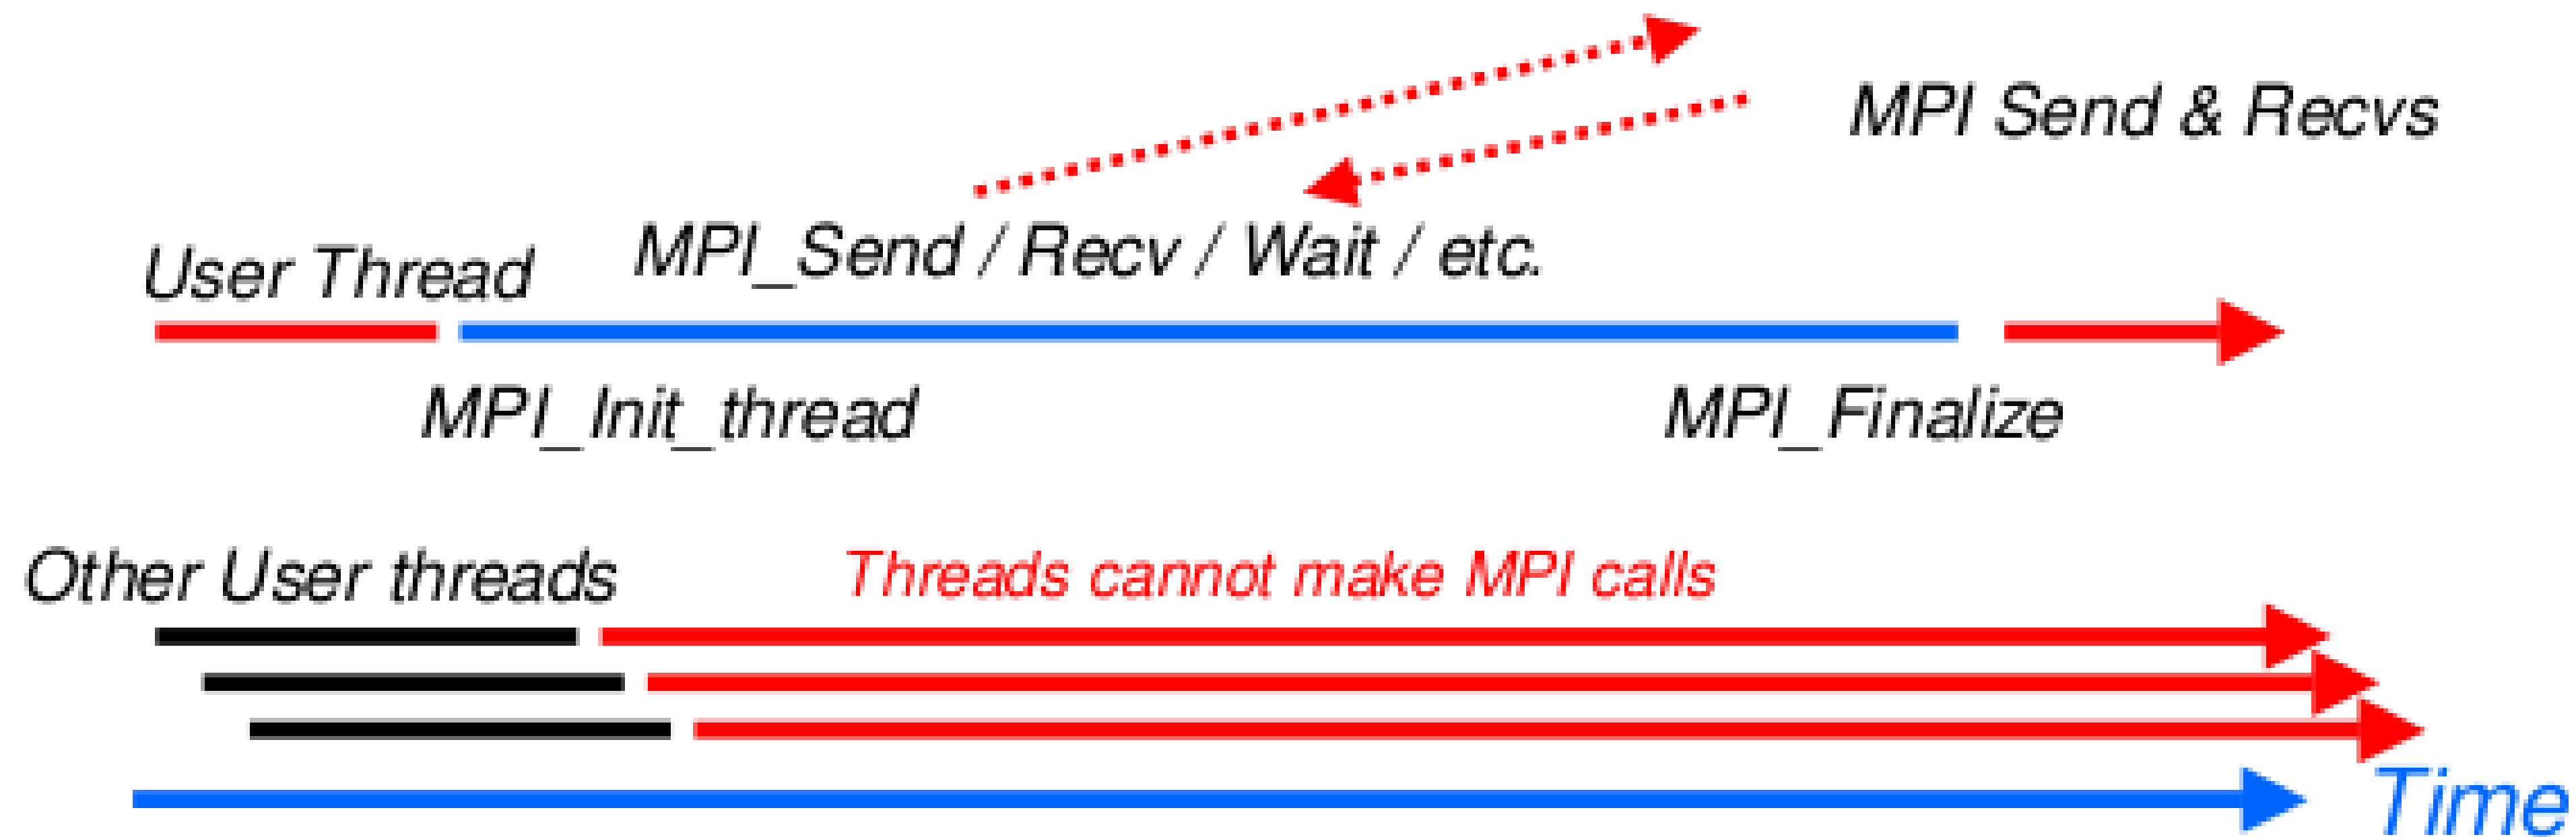 MPI Send & Recvs
MPI_Send / Recv / Wait / etc.
User Thread
MPI_Init_thread
MPI_Finalize
Other User threads
Threads cannot make MPI calls
Time